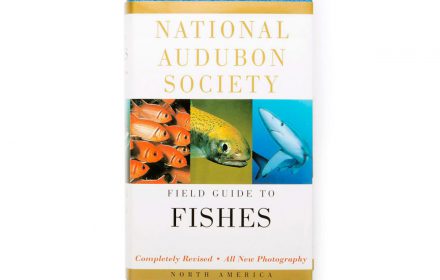 NATIONAL
AUDUBON
SOCIETY
FIELD GUIDE TO
FISHES
Completely Revised • All New Photography
NORTH AMERICA